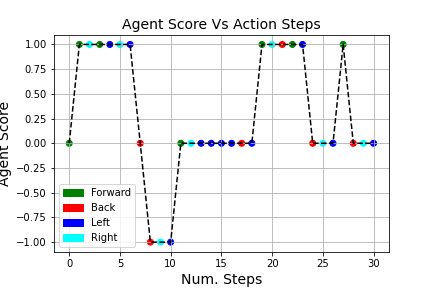 Agent Score Vs Action Steps
1.00
0.75
0.50
0.25
0.00
−0.25
−0.50
−0.75
−1.00
Agent Score
Forward
Back
Left
Right
0 5 10 15 20 25 30
Num. Steps